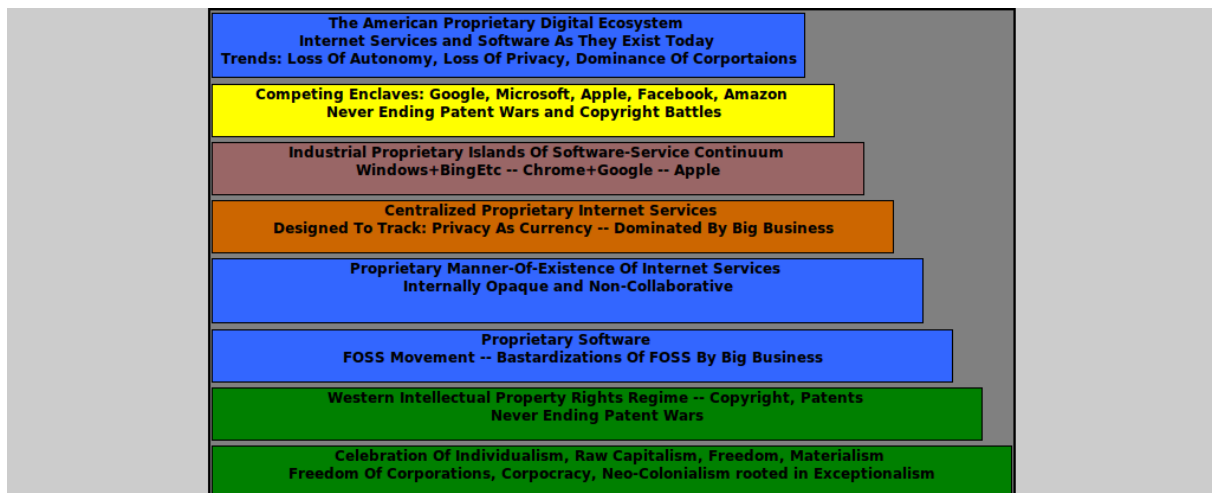 The American Proprietary Digital Ecosystem
Internet Services and Software As They Exist Today
Trends: Loss Of Autonomy, Loss Of Privacy, Dominance Of Corportaions
Competing Enclaves: Google, Microsoft, Apple, Facebook, Amazon
Never Ending Patent Wars and Copyright Battles
Industrial Proprietary Islands Of Software-Service Continuum
Windows+BingEtc -- Chrome+Google -- Apple
Centralized Proprietary Internet Services
Designed To Track: Privacy As Currency -- Dominated By Big Business
Proprietary Manner-Of-Existence Of Internet Services
Internally Opaque and Non-Collaborative
Proprietary Software
FOSS Movement -- Bastardizations Of FOSS By Big Business
Western Intellectual Property Rights Regime -- Copyright, Patents
Never Ending Patent Wars
Celebration Of Individualism, Raw Capitalism, Freedom, Materialism
Freedom Of Corporations, Corpocracy, Neo-Colonialism rooted in Exceptionalism